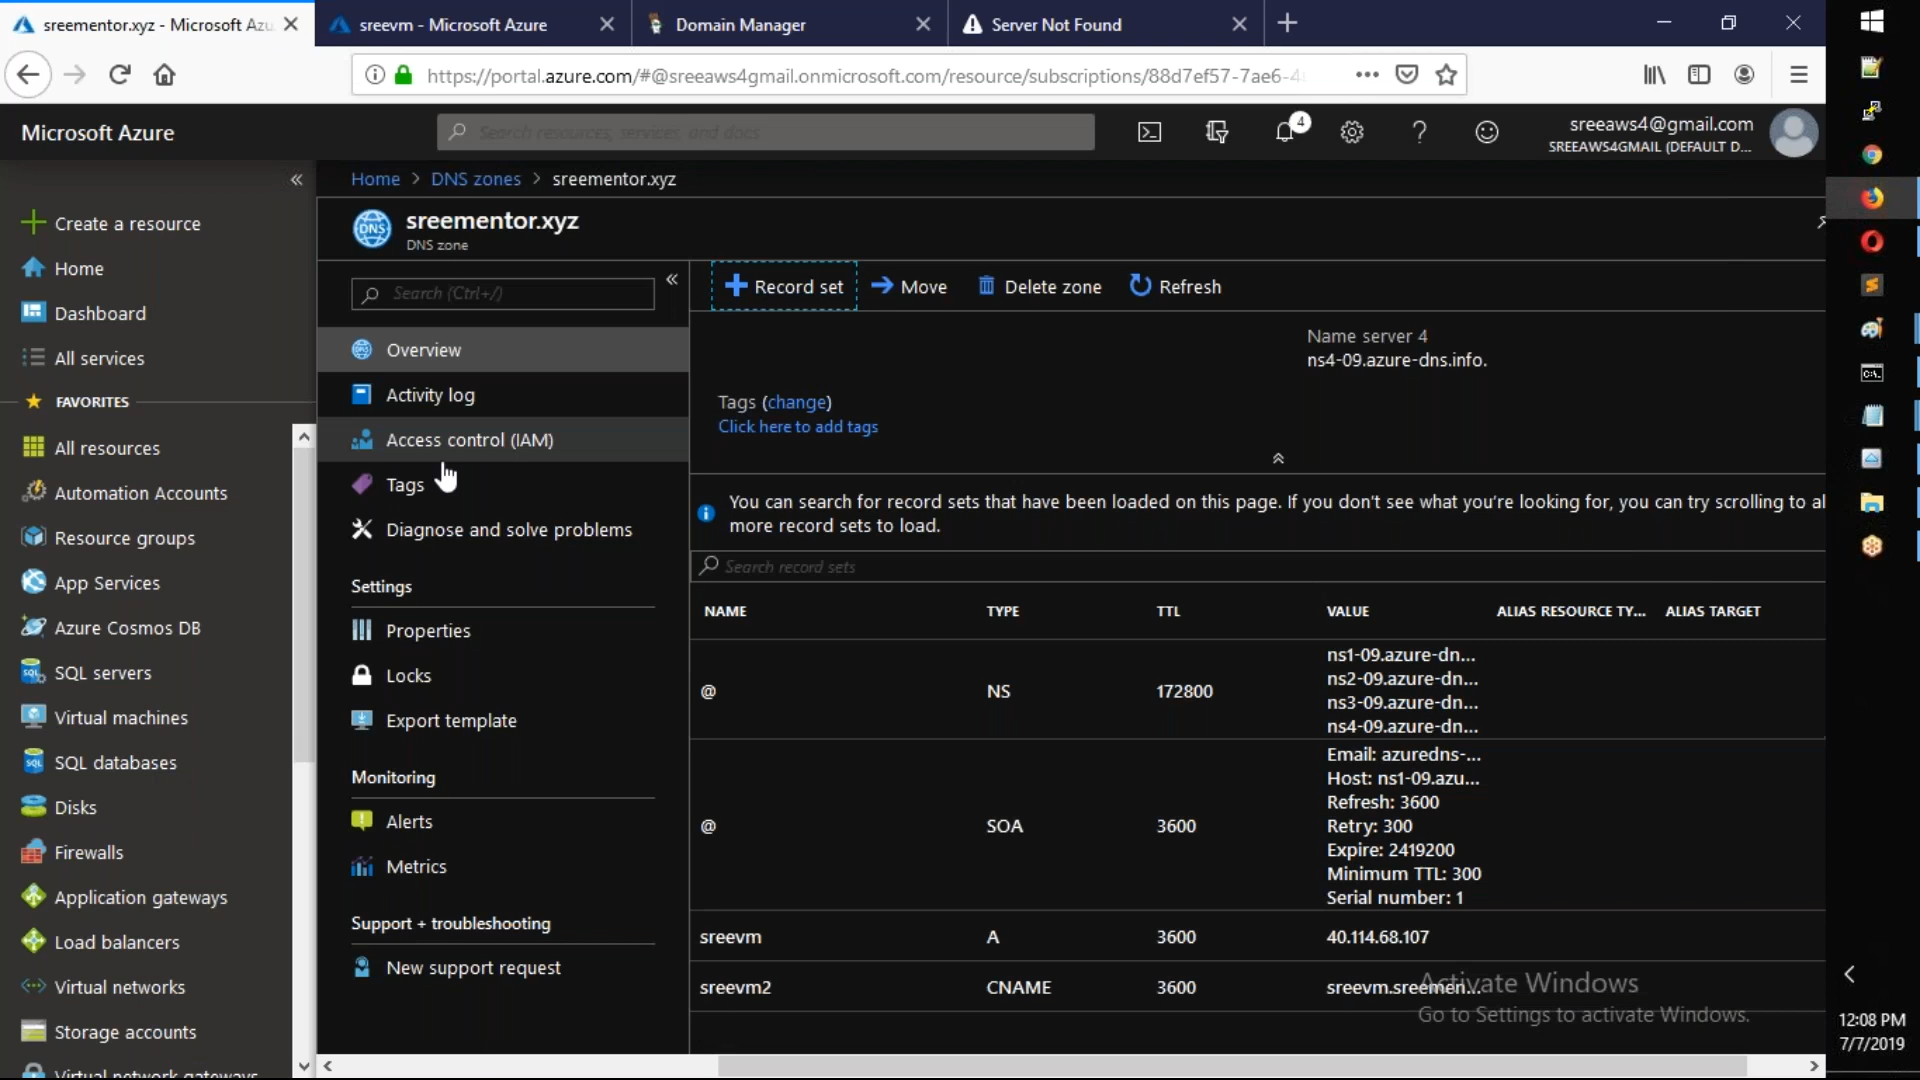 sreementor.xyz - Microsoft Azu
sreevm - Microsoft Azure
Domain Manager
Server Not Found
https://portal.azure.com/#@sreeaws4gmail.onmicrosoft.com/resource/subscriptions/88d7ef57-7ae6-4
Microsoft Azure
Search resources, services, and docs
4
sreeaws4@gmail.com
SREEAWS4GMAIL (DEFAULT D...
Home > DNS zones > sreementor.xyz
sreementor.xyz
DNS zone
Create a resource
Home
Dashboard
All services
FAVORITES
All resources
Automation Accounts
Resource groups
App Services
Azure Cosmos DB
SQL servers
Virtual machines
SQL databases
Disks
Firewalls
Application gateways
Load balancers
Virtual networks
Storage accounts
Virtual network gateways
Search (Ctrl+/)
Overview
Activity log
Access control (IAM)
Tags
Diagnose and solve problems
Settings
Properties
Locks
Export template
Monitoring
Alerts
Metrics
Support + troubleshooting
New support request
Record set
Move
Delete zone
Refresh
Name server 4
ns4-09.azure-dns.info.
Tags (change)
Click here to add tags
You can search for record sets that have been loaded on this page. If you don't see what you're looking for, you can try scrolling to al
more record sets to load.
Search record sets
NAME TYPE TTL VALUE ALIAS RESOURCE TY... ALIAS TARGET
@ NS 172800
ns1-09.azure-dn...
ns2-09.azure-dn...
ns3-09.azure-dn...
ns4-09.azure-dn...
@ SOA 3600
Email: azuredns-...
Host: ns1-09.azu...
Refresh: 3600
Retry: 300
Expire: 2419200
Minimum TTL: 300
Serial number: 1
sreevm A 3600 40.114.68.107
sreevm2 CNAME 3600 sreevm.sreemen...
Activate Windows
Go to Settings to activate Windows.
12:08 PM
7/7/2019